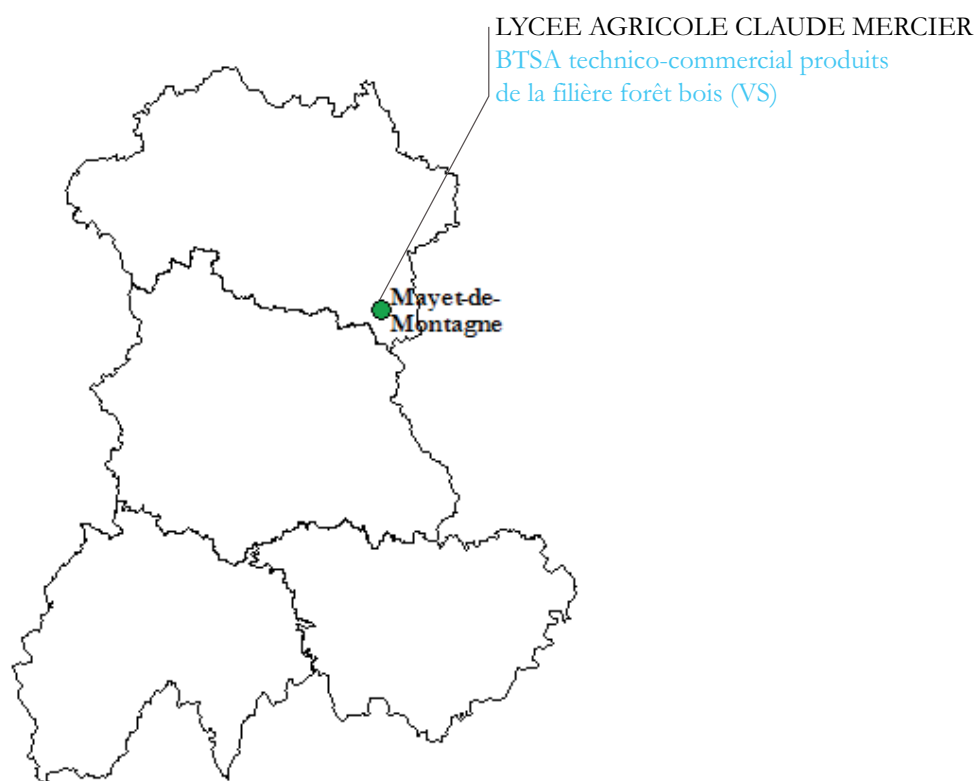 LYCEE AGRICOLE CLAUDE MERCIER
BTSA technico-commercial produits
de la filière forêt bois (VS)
Mayet-de-
Montagne